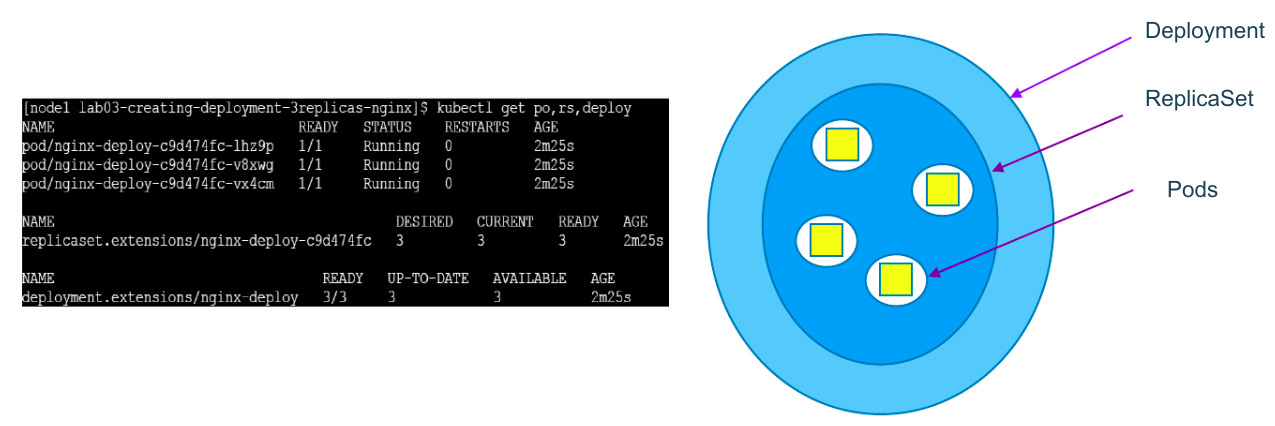 [node1 lab03-creating-deployment-3replicas-nginx]$ kubectl get po,rs,deploy
NAME READY STATUS RESTARTS AGE
pod/nginx-deploy-c9d474fc-lhz9p 1/1 Running 0 2m25s
pod/nginx-deploy-c9d474fc-v8xwg 1/1 Running 0 2m25s
pod/nginx-deploy-c9d474fc-vx4cm 1/1 Running 0 2m25s
NAME DESIRED CURRENT READY AGE
replicaset.extensions/nginx-deploy-c9d474fc 3 3 3 2m25s
NAME READY UP-TO-DATE AVAILABLE AGE
deployment.extensions/nginx-deploy 3/3 3 3 2m25s
Deployment
ReplicaSet
Pods